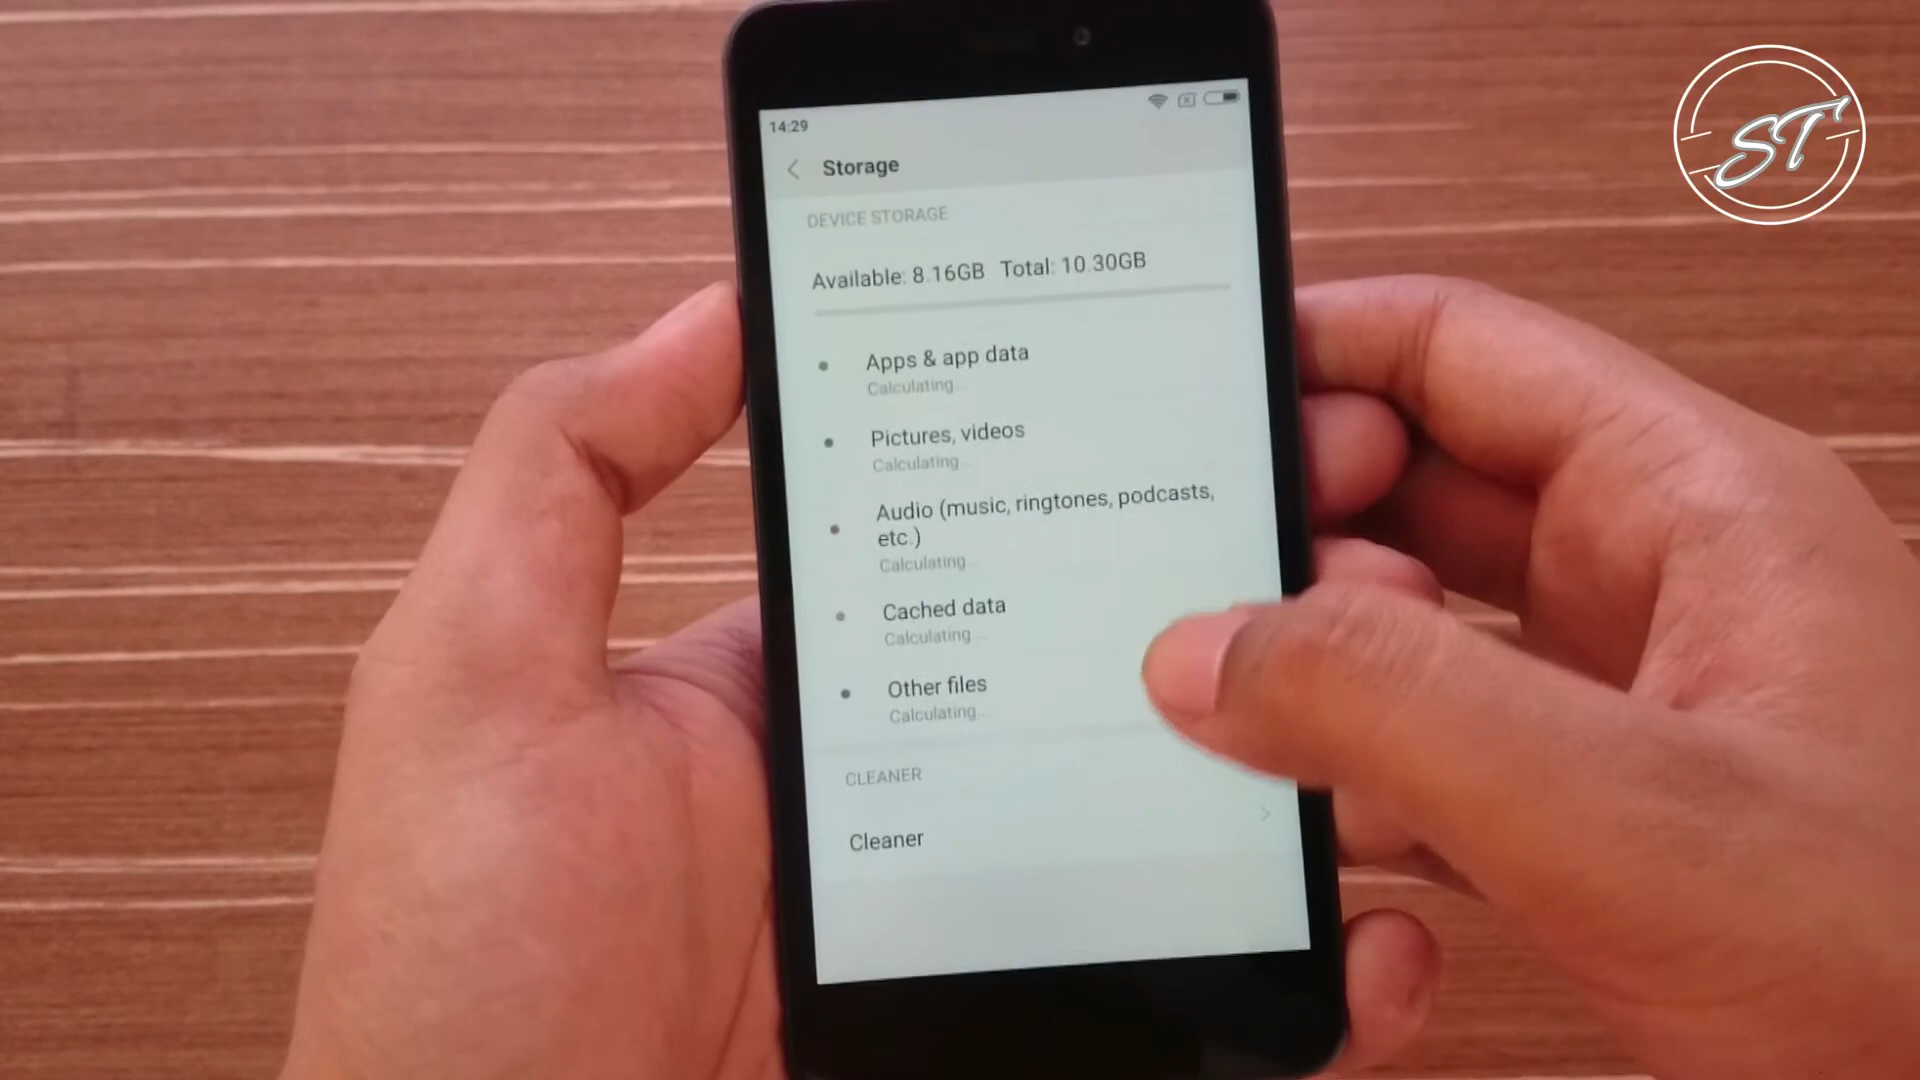 ST
14:29
Storage
DEVICE STORAGE
Available: 8.16GB Total: 10.30GB
Apps & app data
Calculating...
Pictures, videos
Calculating...
Audio (music, ringtones, podcasts,
etc.)
Calculating...
Cached data
Calculating...
Other files
Calculating...
CLEANER
Cleaner